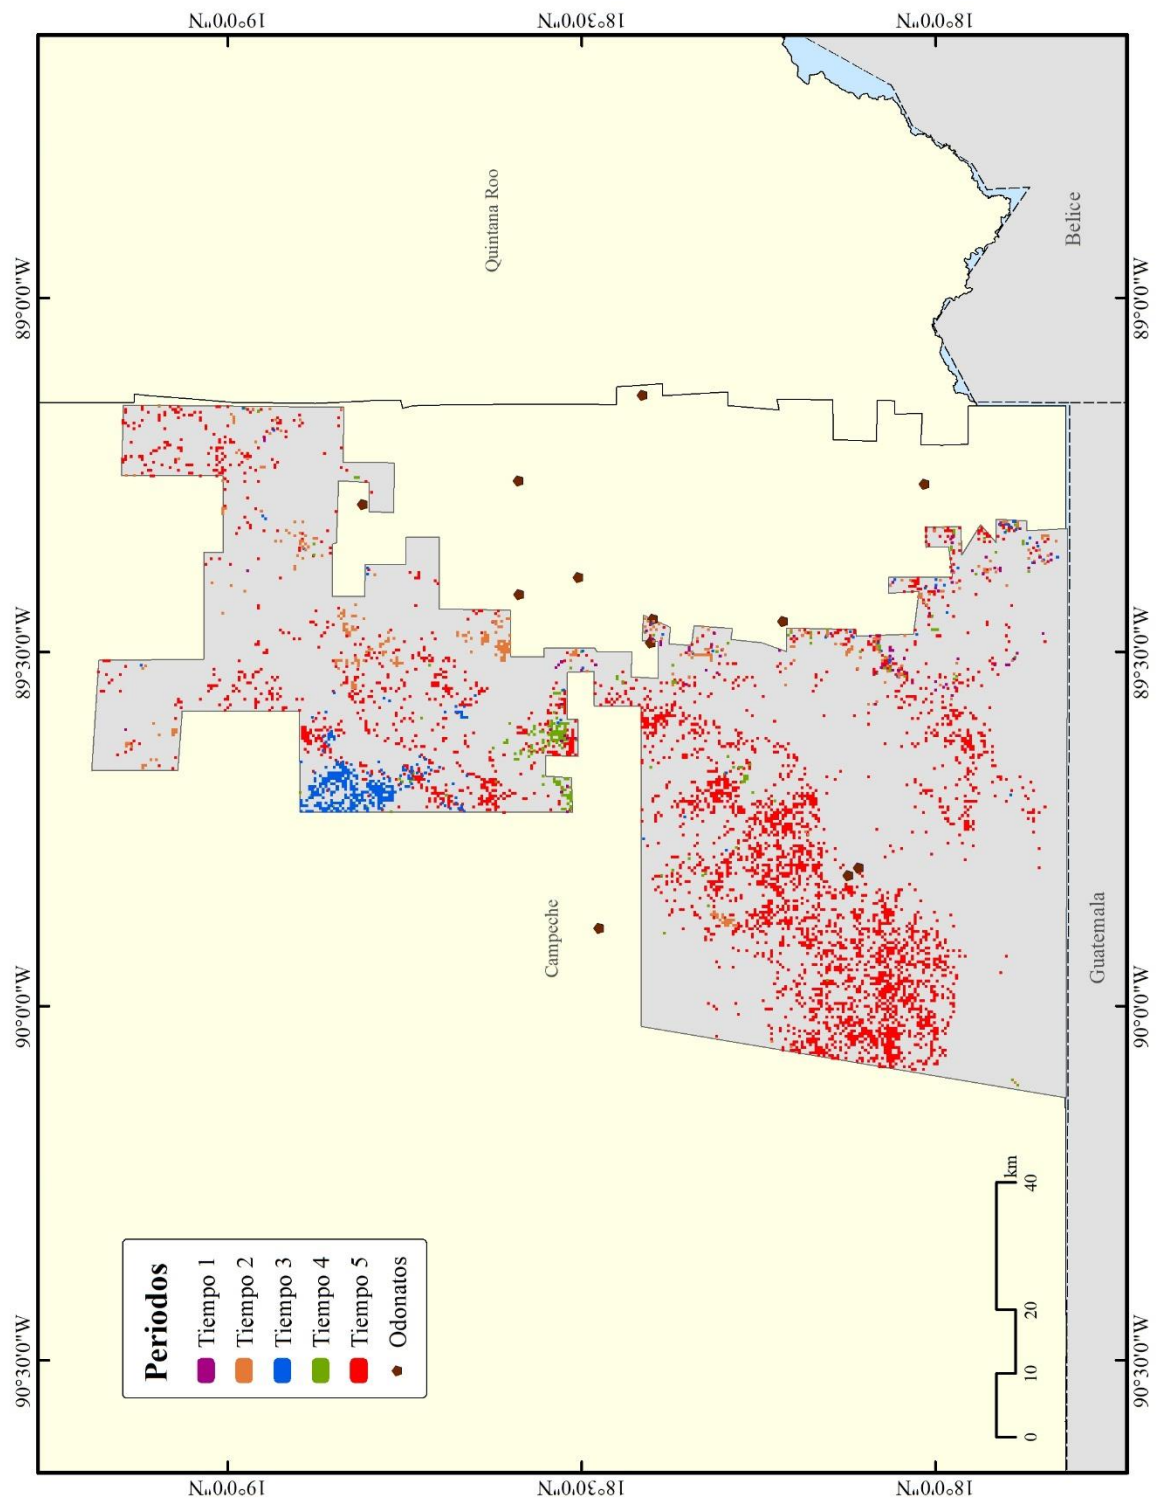 90°30'0"W 90°0'0"W 89°30'0"W 89°0'0"W
19°0'0"N
18°30'0"N
18°0'0"N
19°0'0"N
18°30'0"N
18°0'0"N
Periodos
Tiempo 1
Tiempo 2
Tiempo 3
Tiempo 4
Tiempo 5
Odonatos
Quintana Roo
Campeche
Belice
Guatemala
km
0 10 20 40
90°30'0"W 90°0'0"W 89°30'0"W 89°0'0"W